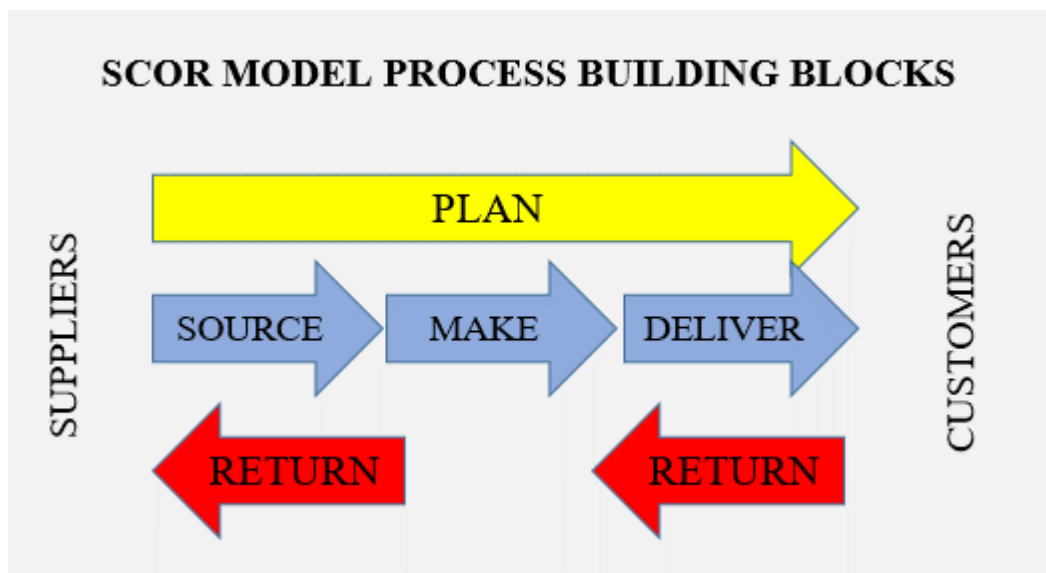 SCOR MODEL PROCESS BUILDING BLOCKS
PLAN
SUPPLIERS
SOURCE
MAKE
DELIVER
CUSTOMERS
RETURN
RETURN